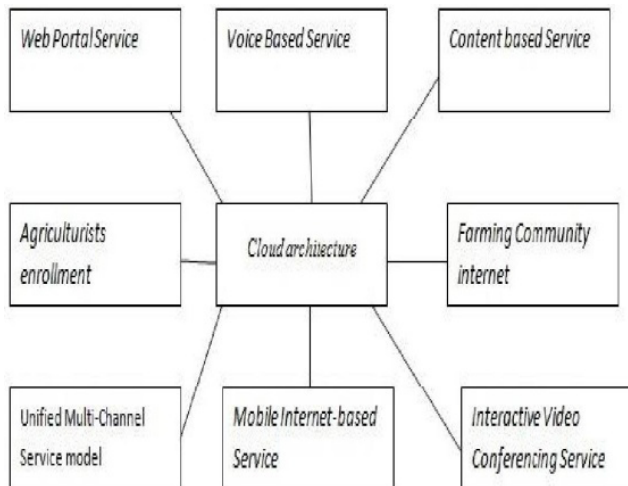 Web Portal Service
Voice Based Service
Content based Service
Agriculturists
enrollment
Cloud architecture
Farming Community
internet
Unified Multi-Channel
Service model
Mobile Internet-based
Service
Interactive Video
Conferencing Service